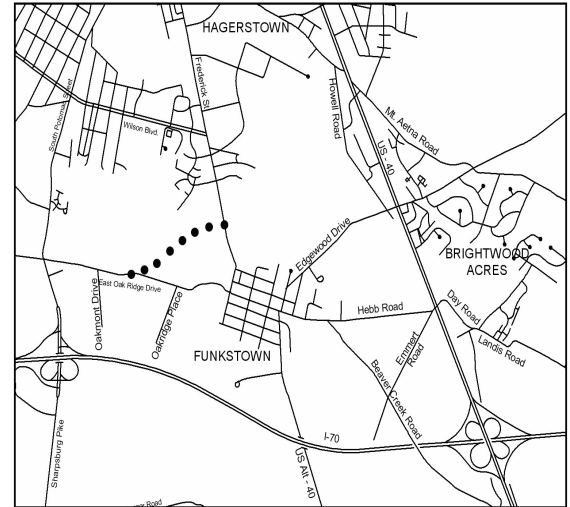 HAGERSTOWN
Frederick St.
South Potomac Street
Wilson Blvd.
Howell Road
Mt. Aetna Road
US - 40
Edgewood Drive
BRIGHTWOOD
ACRES
East Oak Ridge Drive
Oakmont Drive
Oakridge Place
Hebb Road
Day Road
Landis Road
Emmert
Road
FUNKSTOWN
Beaver Creek Road
I-70
Sharpsburg Pike
US Alt - 40
Road